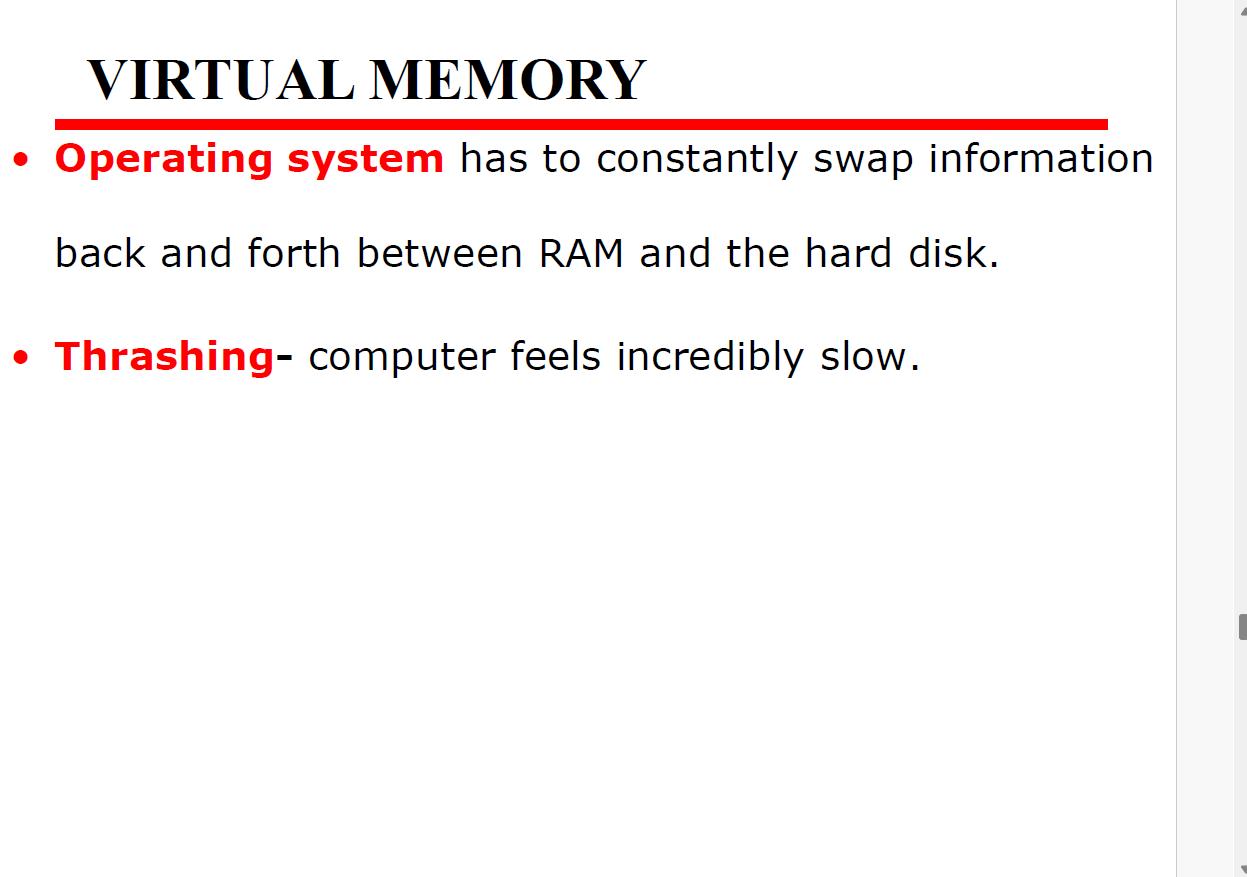 VIRTUAL MEMORY
• Operating system has to constantly swap information
back and forth between RAM and the hard disk.
• Thrashing- computer feels incredibly slow.